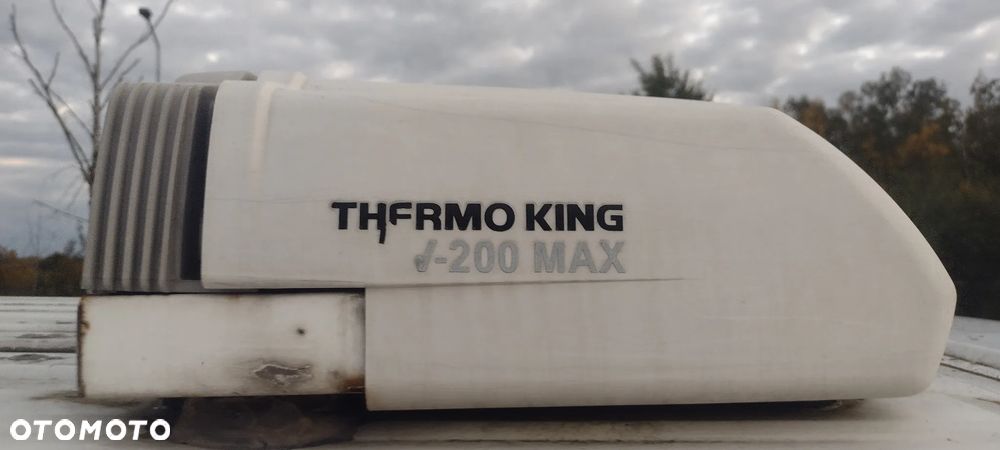 THERMO KING
V-200 MAX
OTOMOTO